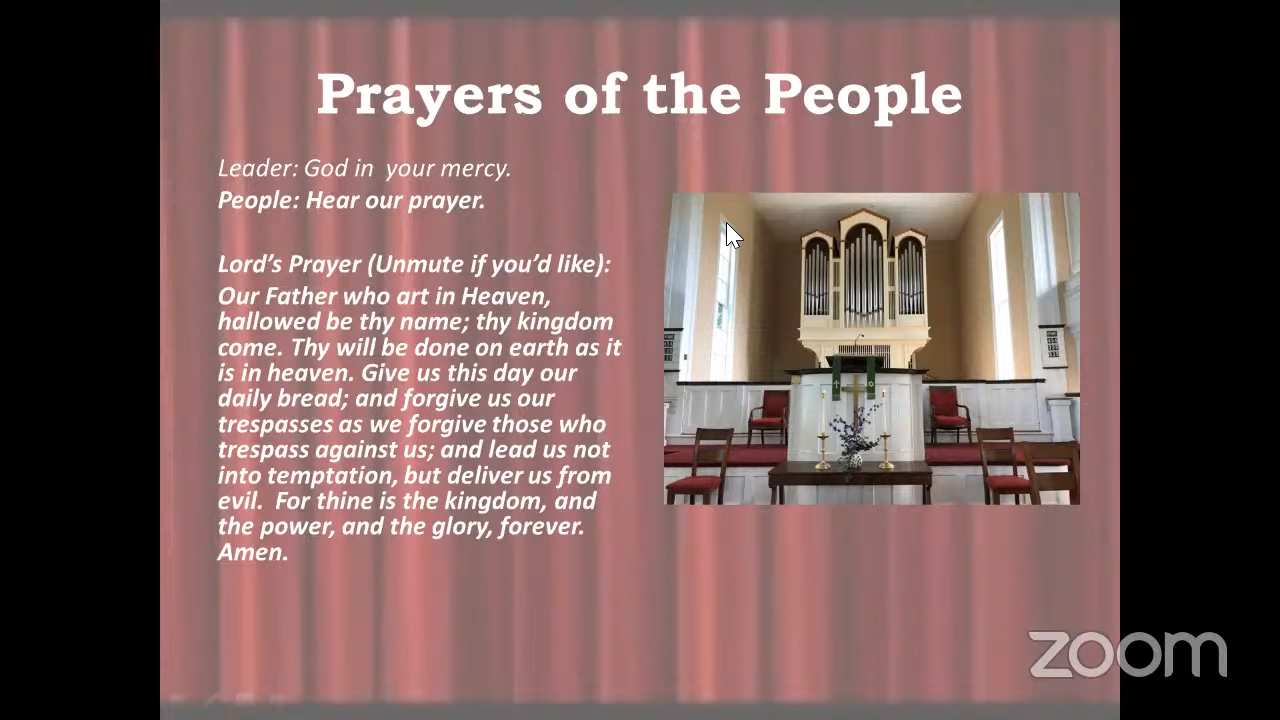 Prayers of the People
Leader: God in  your mercy.
People: Hear our prayer.
Lord’s Prayer (Unmute if you’d like):
Our Father who art in Heaven,
hallowed be thy name; thy kingdom
come. Thy will be done on earth as it
is in heaven. Give us this day our
daily bread; and forgive us our
trespasses as we forgive those who
trespass against us; and lead us not
into temptation, but deliver us from
evil.  For thine is the kingdom, and
the power, and the glory, forever.
Amen.
zoom